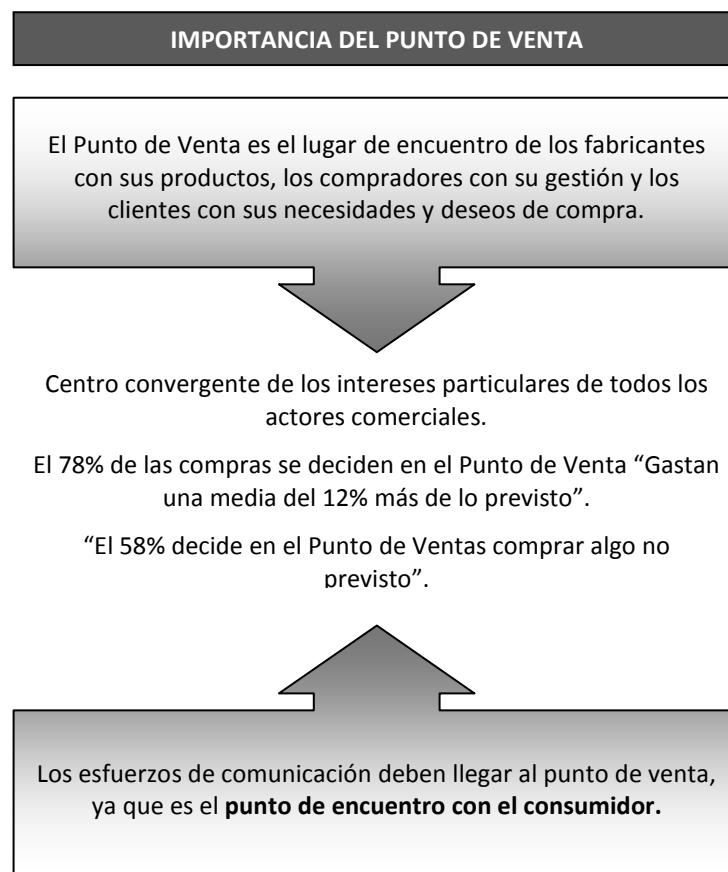 IMPORTANCIA DEL PUNTO DE VENTA
El Punto de Venta es el lugar de encuentro de los fabricantes
con sus productos, los compradores con su gestión y los
clientes con sus necesidades y deseos de compra.
Centro convergente de los intereses particulares de todos los
actores comerciales.
El 78% de las compras se deciden en el Punto de Venta “Gastan
una media del 12% más de lo previsto”.
“El 58% decide en el Punto de Ventas comprar algo no
previsto”.
Los esfuerzos de comunicación deben llegar al punto de venta,
ya que es el punto de encuentro con el consumidor.